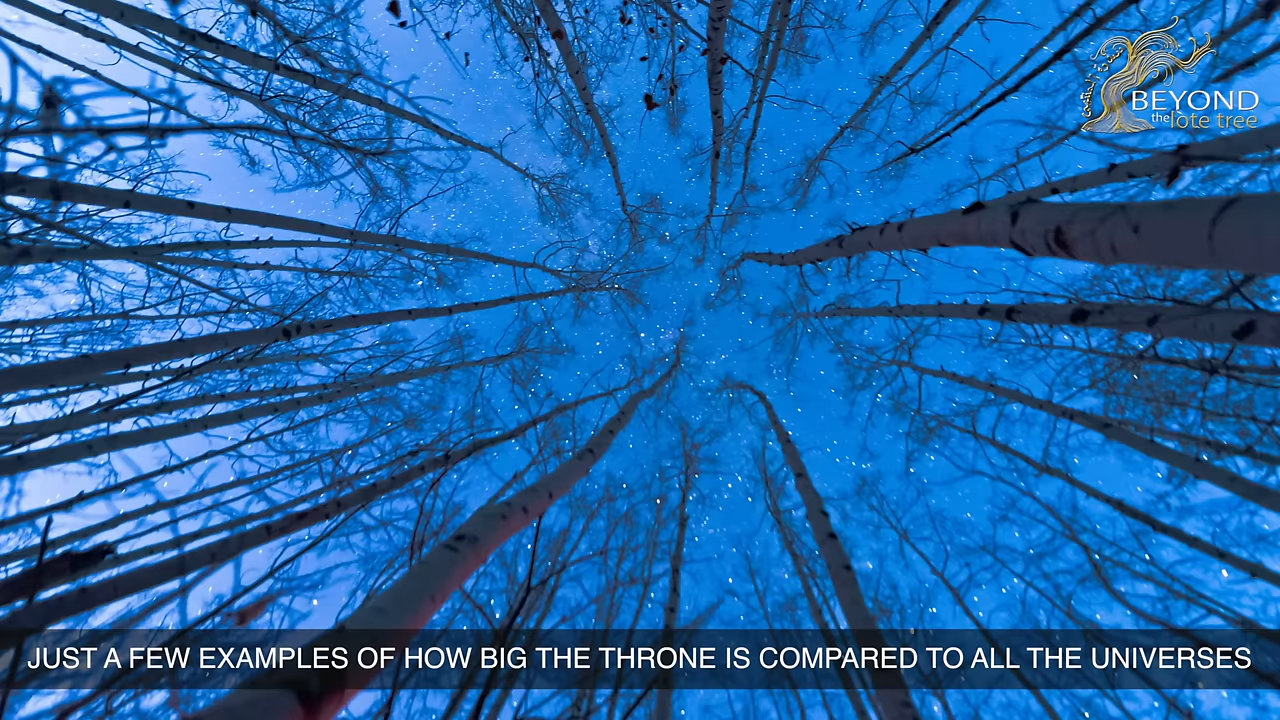 BEYOND
the lote tree
JUST A FEW EXAMPLES OF HOW BIG THE THRONE IS COMPARED TO ALL THE UNIVERSES